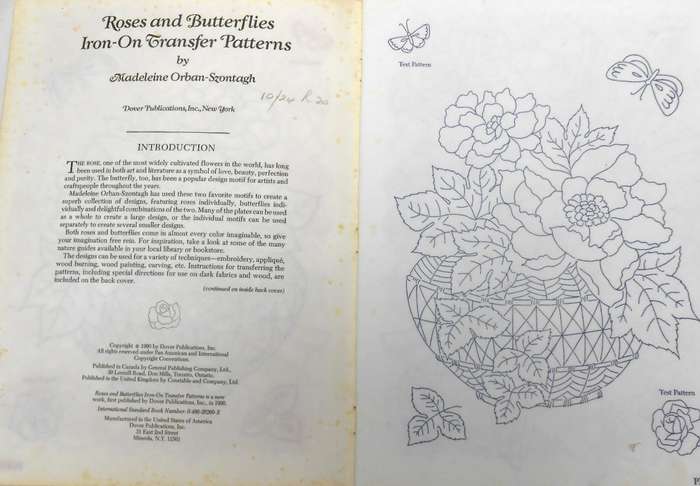 Roses and Butterflies
Iron-On Transfer Patterns
by
Madeleine Orban-Szontagh
Dover Publications, Inc., New York
INTRODUCTION
THE ROSE, one of the most widely cultivated flowers in the world, has long
been used in both art and literature as a symbol of love, beauty, perfection
and purity. The butterfly, too, has been a popular design motif for artists and
craftspeople throughout the years.
Madeleine Orban-Szontagh has used these two favorite motifs to create a
superb collection of designs, featuring roses individually, butterflies indi-
vidually and delightful combinations of the two. Many of the plates can be used
as a whole to create a large design, or the individual motifs can be used
separately to create several smaller designs.
Both roses and butterflies come in almost every color imaginable, so give
your imagination free rein. For inspiration, take a look at some of the many
nature guides available in your local library or bookstore.
The designs can be used for a variety of techniques—embroidery, appliqué,
wood burning, wood painting, carving, etc. Instructions for transferring the
patterns, including special directions for use on dark fabrics and wood, are
included on the back cover.
(continued on inside back cover)
Copyright © 1990 by Dover Publications, Inc.
All rights reserved under Pan American and International
Copyright Conventions.
Published in Canada by General Publishing Company, Ltd.,
30 Lesmill Road, Don Mills, Toronto, Ontario.
Published in the United Kingdom by Constable and Company, Ltd.
Roses and Butterflies Iron-On Transfer Patterns is a new
work, first published by Dover Publications, Inc., in 1990.
International Standard Book Number:
Manufactured in the United States of America
Dover Publications, Inc.
31 East 2nd Street
Mineola, N.Y. 11501
Test Pattern
Test Pattern